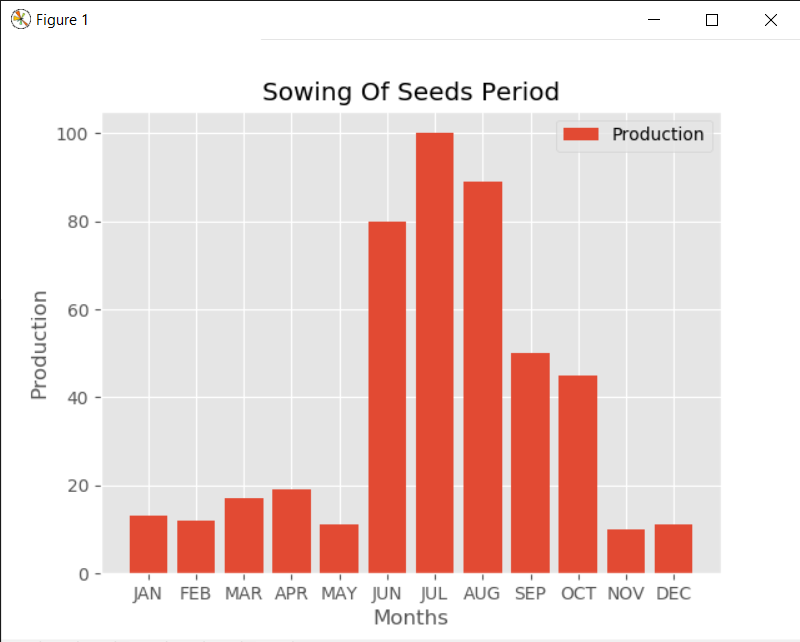 Figure 1
Sowing Of Seeds Period
Production
100
80
60
40
20
0
Production
JAN FEB MAR APR MAY JUN JUL AUG SEP OCT NOV DEC
Months